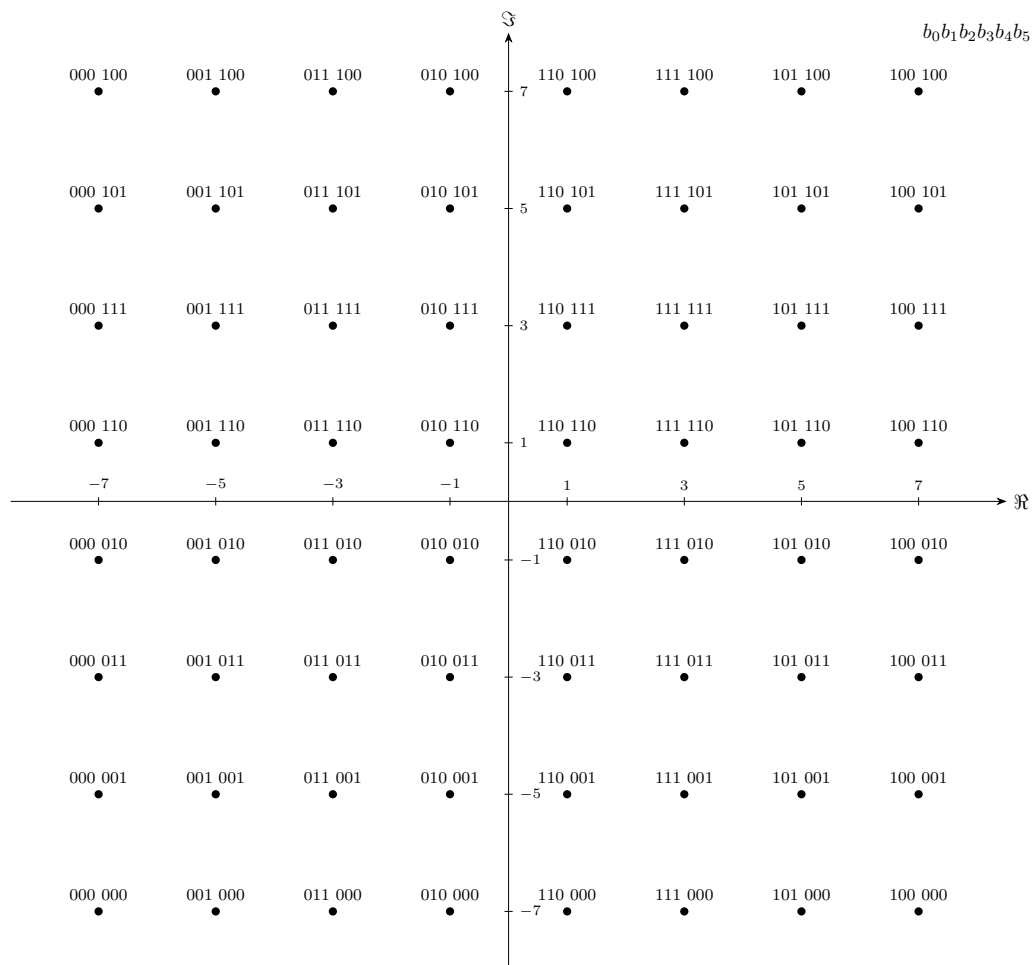 ℑ
b₀b₁b₂b₃b₄b₅
000 100 001 100 011 100 010 100 110 100 111 100 101 100 100 100
7
000 101 001 101 011 101 010 101 110 101 111 101 101 101 100 101
5
000 111 001 111 011 111 010 111 110 111 111 111 101 111 100 111
3
000 110 001 110 011 110 010 110 110 110 111 110 101 110 100 110
1
−7 −5 −3 −1 1 3 5 7
ℜ
000 010 001 010 011 010 010 010 110 010 111 010 101 010 100 010
−1
000 011 001 011 011 011 010 011 110 011 111 011 101 011 100 011
−3
000 001 001 001 011 001 010 001 110 001 111 001 101 001 100 001
−5
000 000 001 000 011 000 010 000 110 000 111 000 101 000 100 000
−7